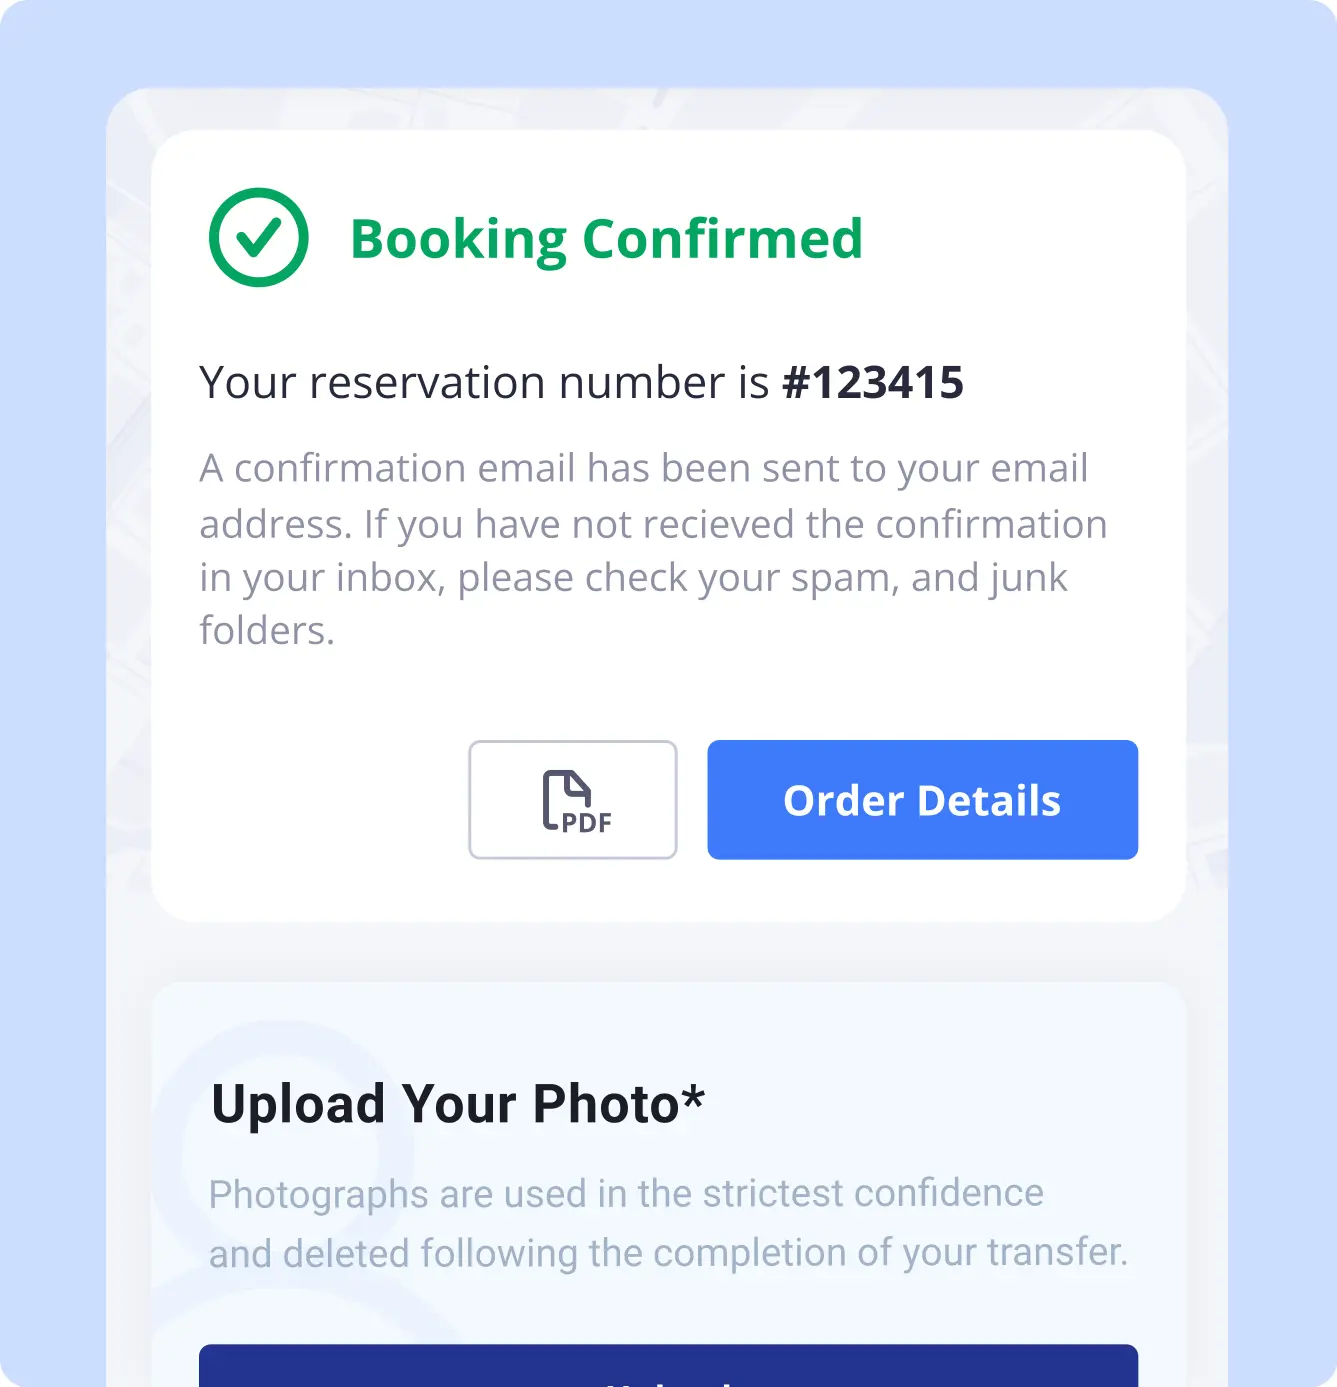 Booking Confirmed
Your reservation number is #123415
A confirmation email has been sent to your email
address. If you have not recieved the confirmation
in your inbox, please check your spam, and junk
folders.
PDF
Order Details
Upload Your Photo*
Photographs are used in the strictest confidence
and deleted following the completion of your transfer.